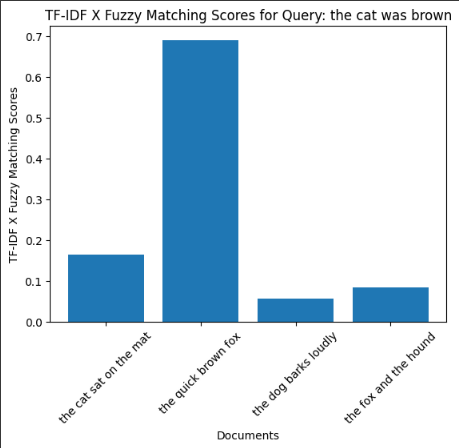 TF-IDF X Fuzzy Matching Scores for Query: the cat was brown
TF-IDF X Fuzzy Matching Scores
0.7
0.6
0.5
0.4
0.3
0.2
0.1
0.0
the cat sat on the mat
the quick brown fox
the dog barks loudly
the fox and the hound
Documents